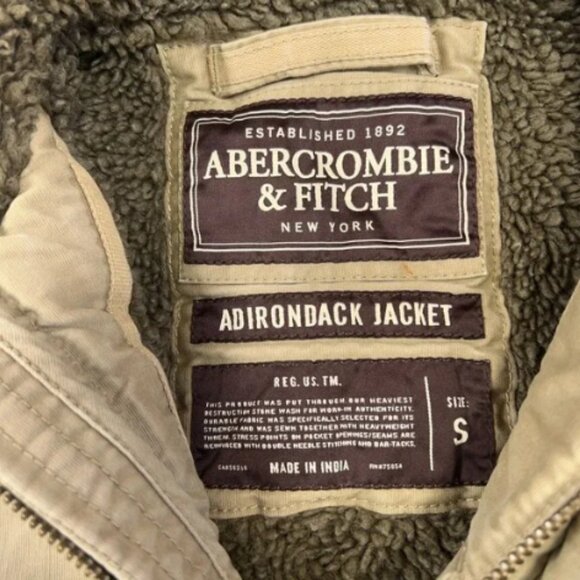 ESTABLISHED 1892
ABERCROMBIE
& FITCH
NEW YORK
ADIRONDACK JACKET
REG. US. TM.
THIS PRODUCT WAS PUT THROUGH OUR HEAVIEST
DESTRUCTION STONE WASH FOR WORN-IN AUTHENTICITY.
DURABLE FABRIC WAS SPECIFICALLY SELECTED FOR ITS
STRENGTH AND WAS SEWN TOGETHER WITH HEAVYWEIGHT
THREAD. STRESS POINTS ON POCKET OPENINGS/SEAMS ARE
REINFORCED WITH DOUBLE NEEDLE STITCHING AND BAR-TACKS.
MADE IN INDIA
SIZE:
S